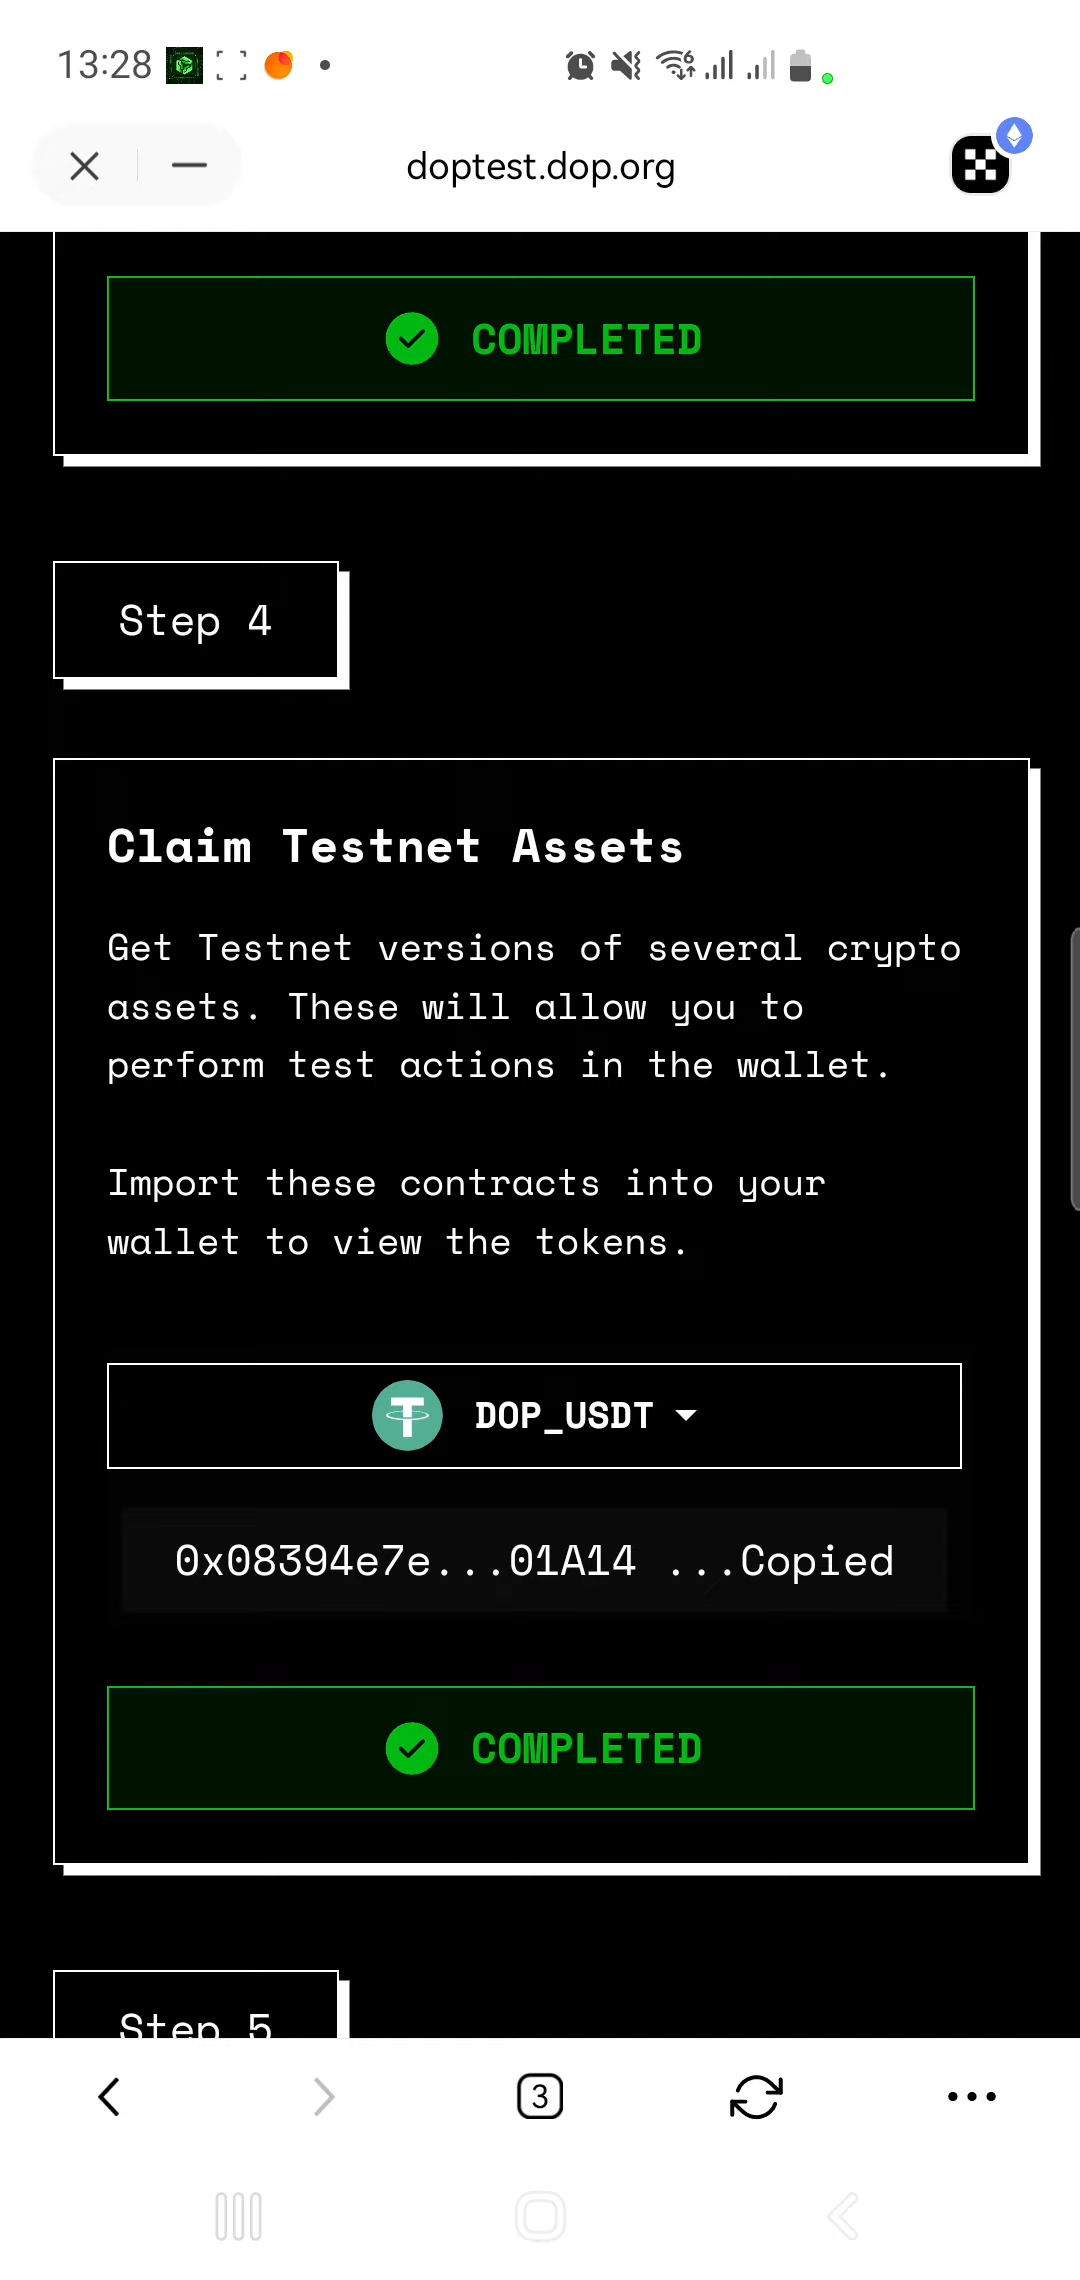 13:28
6
doptest.dop.org
COMPLETED
Step 4
Claim Testnet Assets
Get Testnet versions of several crypto
assets. These will allow you to
perform test actions in the wallet.
Import these contracts into your
wallet to view the tokens.
DOP_USDT
0x08394e7e...01A14 ...Copied
COMPLETED
Step 5
3